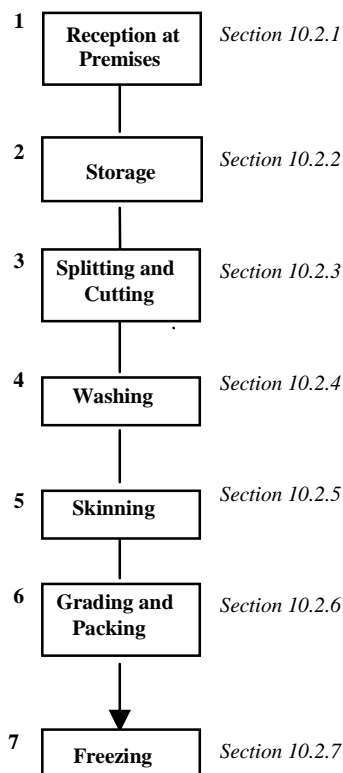 1
Reception at
Premises
Section 10.2.1
2
Storage
Section 10.2.2
3
Splitting and
Cutting
Section 10.2.3
4
Washing
Section 10.2.4
5
Skinning
Section 10.2.5
6
Grading and
Packing
Section 10.2.6
7
Freezing
Section 10.2.7